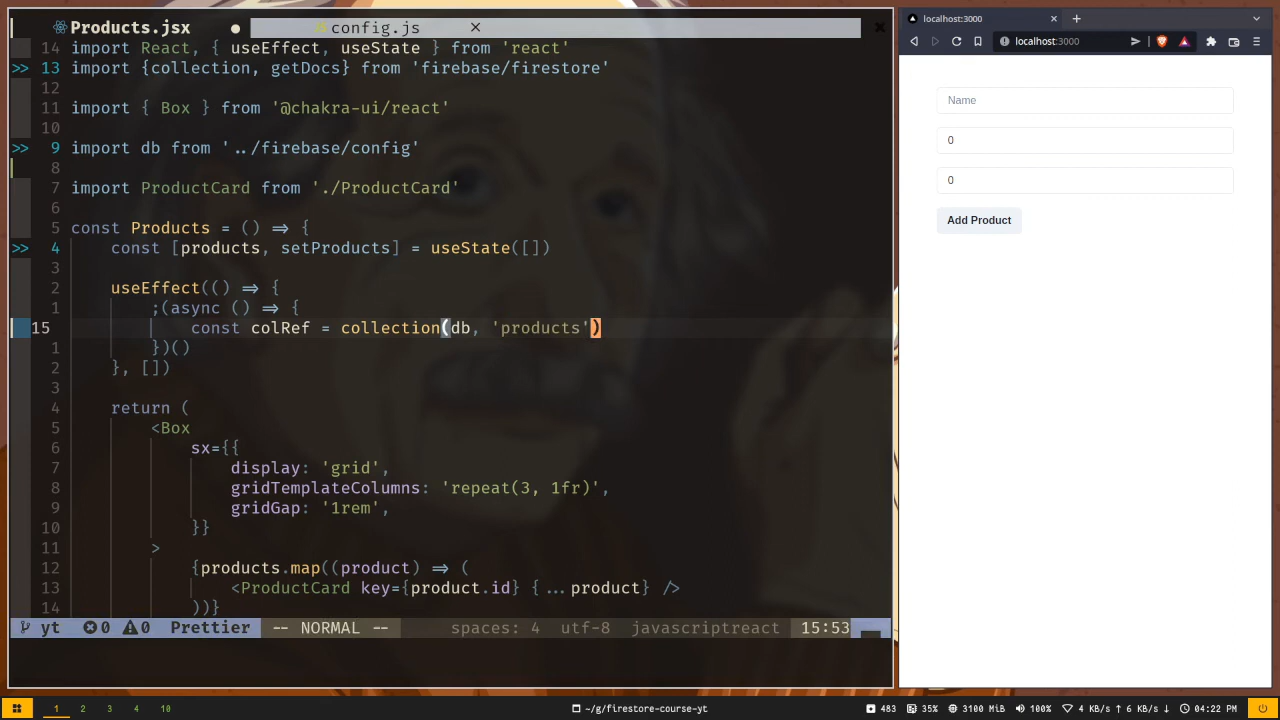 Products.jsx ● config.js ×
14 import React, { useEffect, useState } from 'react'
>> 13 import {collection, getDocs} from 'firebase/firestore'
12
11 import { Box } from '@chakra-ui/react'
10
>> 9 import db from '../firebase/config'
8
7 import ProductCard from './ProductCard'
6
5 const Products = () => {
>> 4 const [products, setProducts] = useState([])
3
2 useEffect(() => {
1 ;(async () => {
15 const colRef = collection(db, 'products')
1 })()
2 }, [])
3
4 return (
5 <Box
6 sx={{
7 display: 'grid',
8 gridTemplateColumns: 'repeat(3, 1fr)',
9 gridGap: '1rem',
10 }}
11 >
12 {products.map((product) => (
13 <ProductCard key={product.id} {...product} />
14 ))}
yt 0 0 Prettier -- NORMAL -- spaces: 4 utf-8 javascriptreact 15:53
localhost:3000
localhost:3000
Name
0
0
Add Product
1 2 3 4 10 ~/g/firestore-course-yt 483 35% 3100 MiB 100% 4 KB/s ↑ 6 KB/s ↓ 04:22 PM